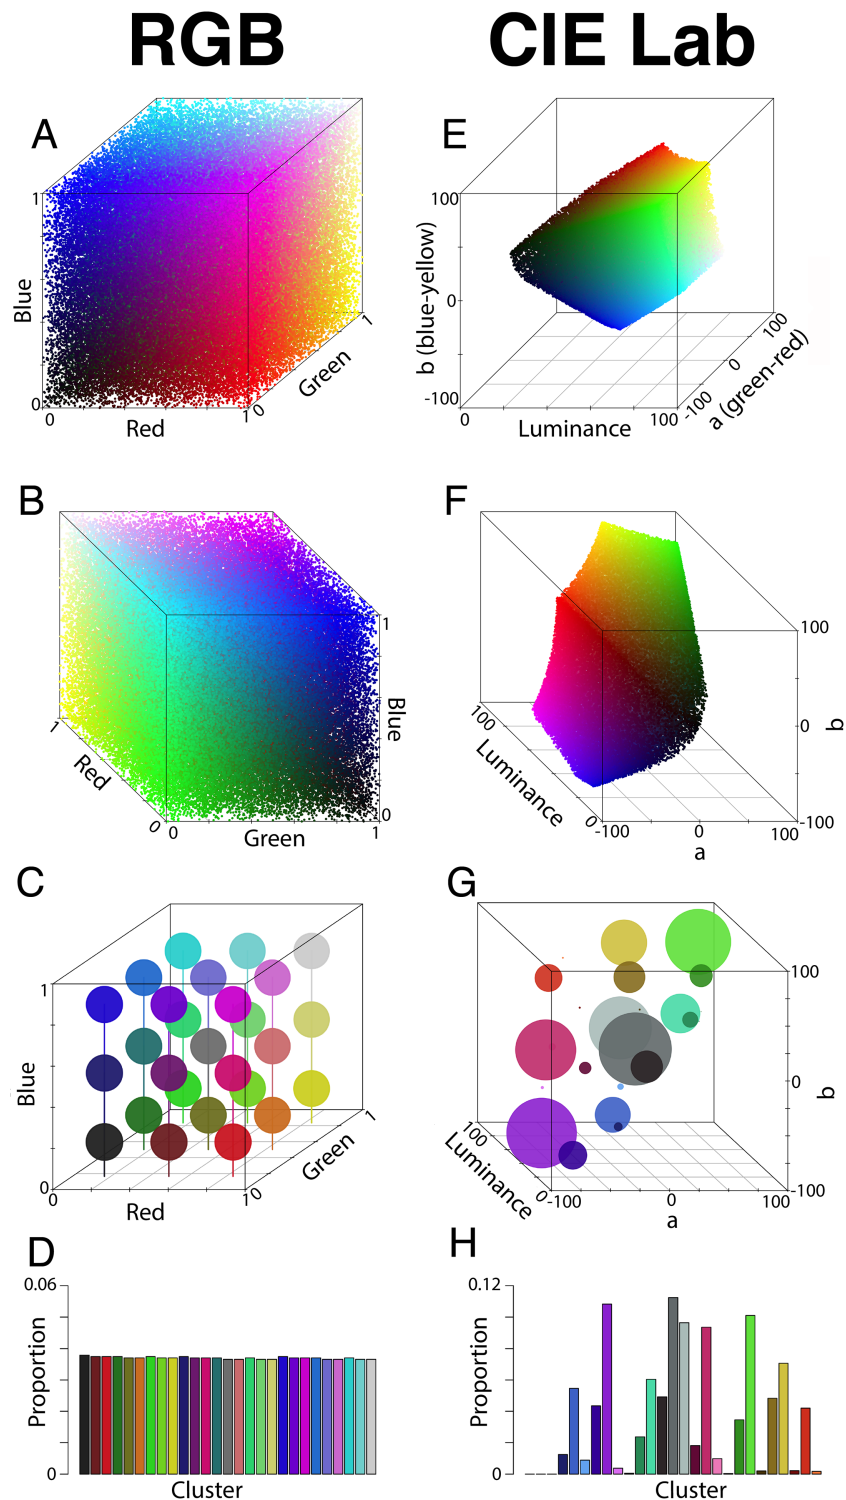 RGB CIE Lab
A
1
Blue
0
0
Red
1
0
Green
1
E
100
b (blue-yellow)
0
-100
0
Luminance
100
-100
a (green-red)
0
100
B
1
Blue
0
1
Red
0
0
Green
1
F
100
0
b
-100
100
Luminance
0
-100
0
100
a
C
1
Blue
0
0
Red
1
0
Green
1
G
100
0
b
-100
100
Luminance
0
-100
0
100
a
D
0.06
Proportion
0
Cluster
H
0.12
Proportion
0
Cluster